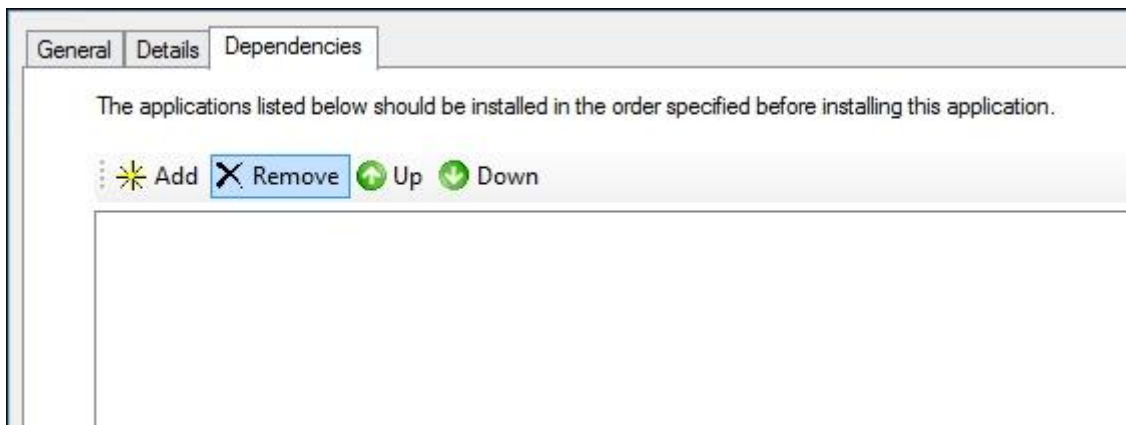 General Details Dependencies
The applications listed below should be installed in the order specified before installing this application.
Add Remove Up Down